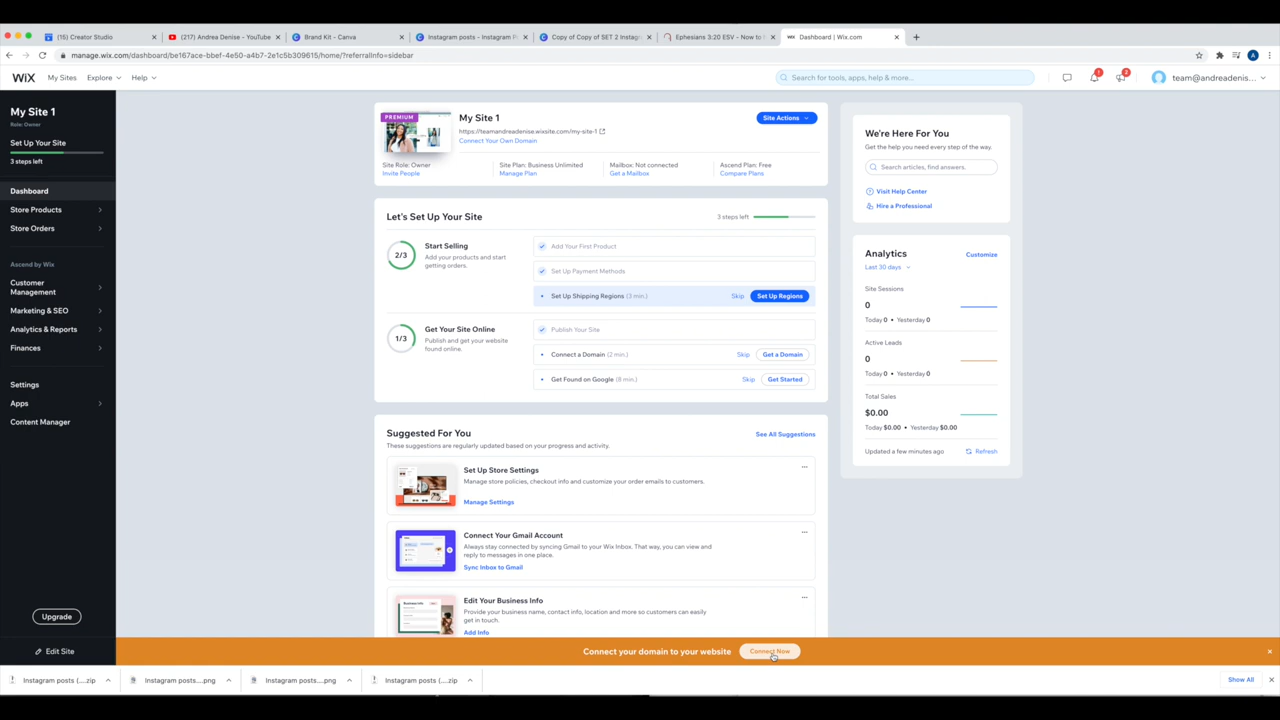 (15) Creator Studio
(217) Andrea Denise - YouTube
Brand Kit - Canva
Instagram posts - Instagram P
Copy of Copy of SET 2 Instagr
Ephesians 3:20 ESV - Now to h
Dashboard | Wix.com
manage.wix.com/dashboard/be167ace-bbef-4e50-a4b7-2e1c5b309615/home/?referralInfo=sidebar
WIX
My Sites
Explore
Help
Search for tools, apps, help & more...
1
2
team@andreadenis...
My Site 1
Role: Owner
Set Up Your Site
3 steps left
Dashboard
Store Products
Store Orders
Ascend by Wix
Customer
Management
Marketing & SEO
Analytics & Reports
Finances
Settings
Apps
Content Manager
Upgrade
Edit Site
PREMIUM
My Site 1
https://teamandreadenise.wixsite.com/my-site-1
Connect Your Own Domain
Site Actions
Site Role: Owner
Invite People
Site Plan: Business Unlimited
Manage Plan
Mailbox: Not connected
Get a Mailbox
Ascend Plan: Free
Compare Plans
Let's Set Up Your Site
3 steps left
2/3
Start Selling
Add your products and start
getting orders.
Add Your First Product
Set Up Payment Methods
Set Up Shipping Regions (3 min.)
Skip
Set Up Regions
1/3
Get Your Site Online
Publish and get your website
found online.
Publish Your Site
Connect a Domain (2 min.)
Skip
Get a Domain
Get Found on Google (8 min.)
Skip
Get Started
Suggested For You
These suggestions are regularly updated based on your progress and activity.
See All Suggestions
Set Up Store Settings
Manage store policies, checkout info and customize your order emails to customers.
Manage Settings
Connect Your Gmail Account
Always stay connected by syncing Gmail to your Wix Inbox. That way, you can view and
reply to messages in one place.
Sync Inbox to Gmail
Edit Your Business Info
Provide your business name, contact info, location and more so customers can easily
get in touch.
Add Info
We're Here For You
Get the help you need every step of the way.
Search articles, find answers.
Visit Help Center
Hire a Professional
Analytics
Customize
Last 30 days
Site Sessions
0
Today 0 • Yesterday 0
Active Leads
0
Today 0 • Yesterday 0
Total Sales
$0.00
Today $0.00 • Yesterday $0.00
Updated a few minutes ago
Refresh
Connect your domain to your website
Connect Now
Instagram posts (....zip
Instagram posts....png
Instagram posts....png
Instagram posts (....zip
Show All